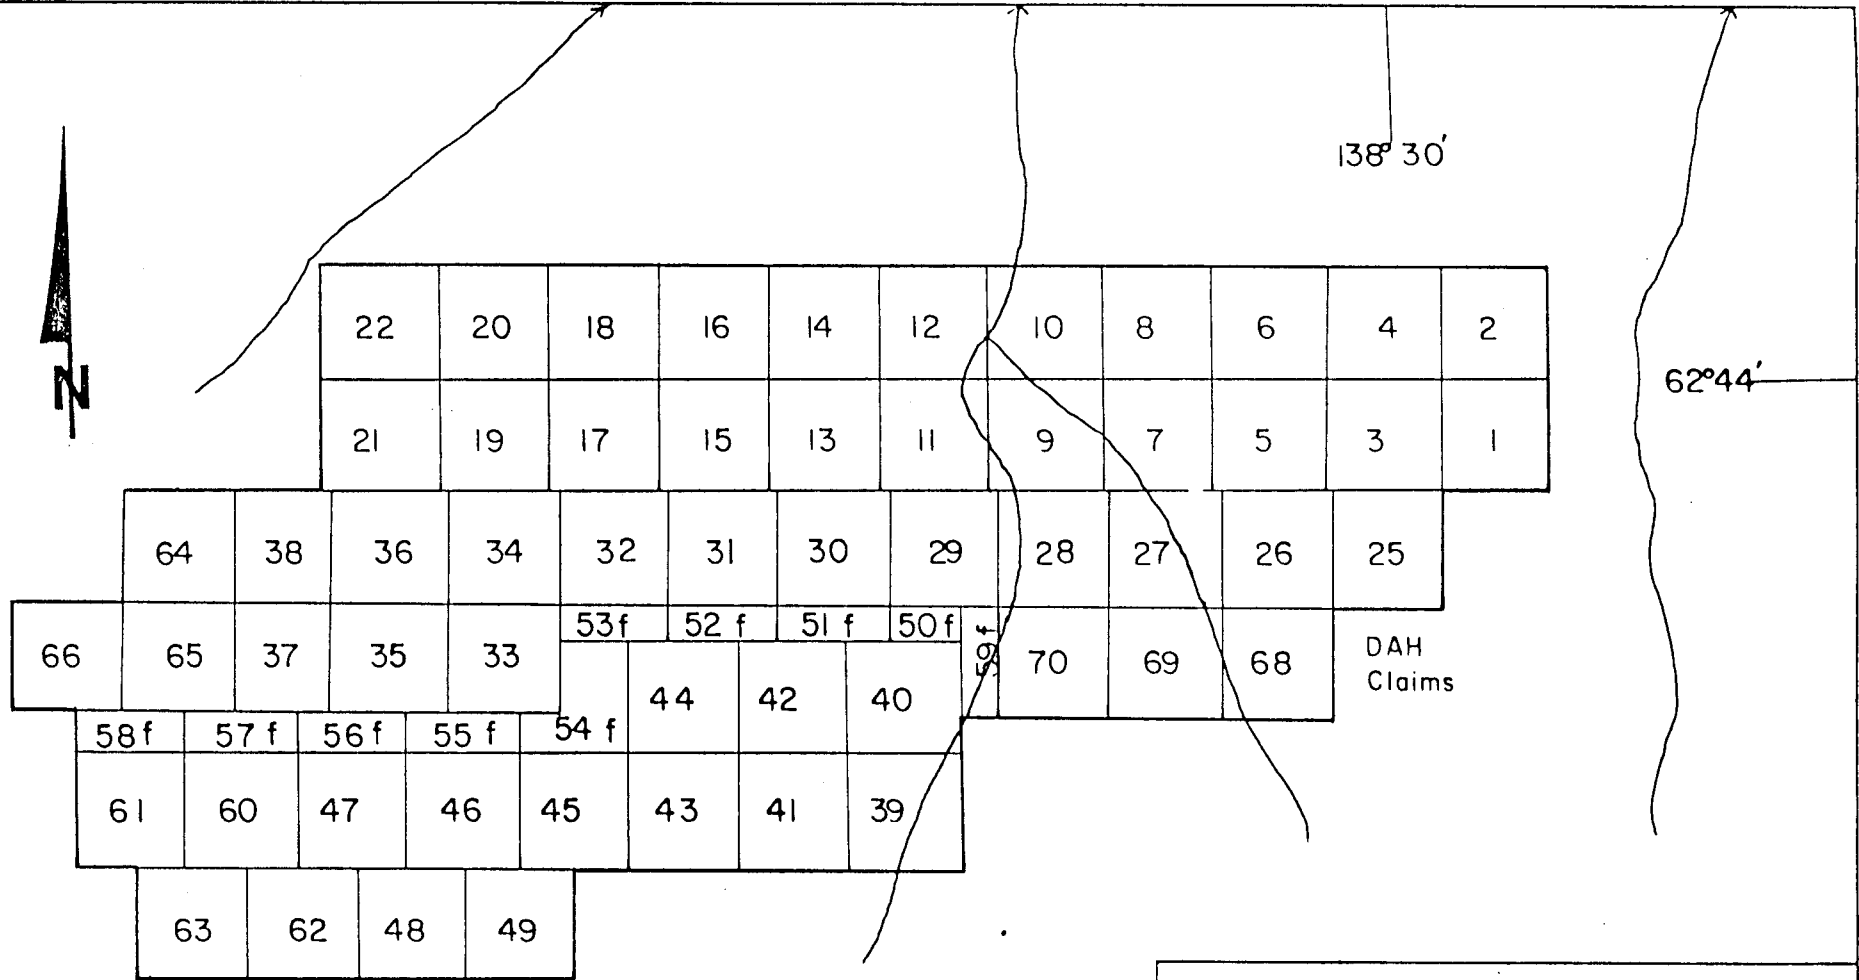 138° 30'
22 20 18 16 14 12 10 8 6 4 2
62°44'
N
21 19 17 15 13 11 9 7 5 3 1
64 38 36 34 32 31 30 29 28 27 26 25
53f 52 f 51 f 50f 59f
66 65 37 35 33 70 69 68
DAH
Claims
44 42 40
58f 57 f 56f 55 f 54 f
61 60 47 46 45 43 41 39
63 62 48 49